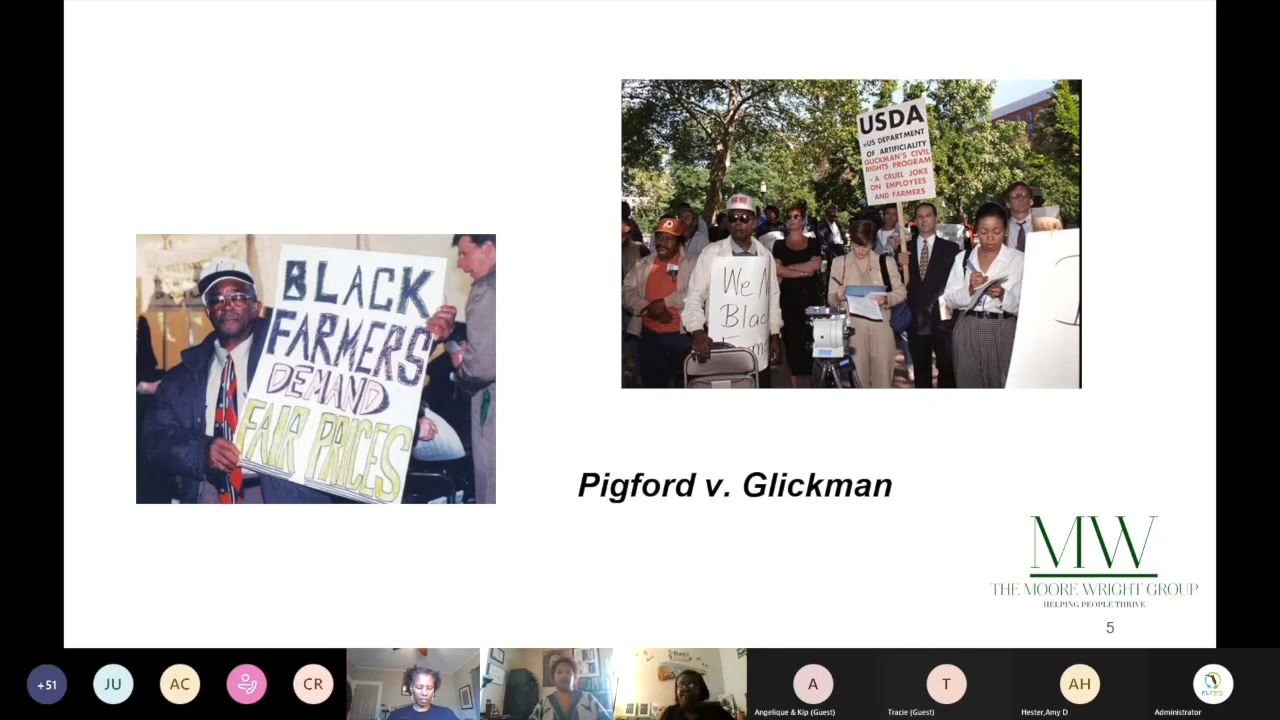 BLACK
FARMERS
DEMAND
FAIR PRICES
USDA
=US DEPARTMENT
OF ARTIFICIALITY
GLICKMAN'S CIVIL
RIGHTS PROGRAM
- A CRUEL JOKE
ON EMPLOYEES
AND FARMERS
We
Blac
Pigford v. Glickman
MW
THE MOORE WRIGHT GROUP
HELPING PEOPLE THRIVE
5
+51
JU
AC
CR
A
Angelique & Kip (Guest)
T
Tracie (Guest)
AH
Hester,Amy D
Administrator